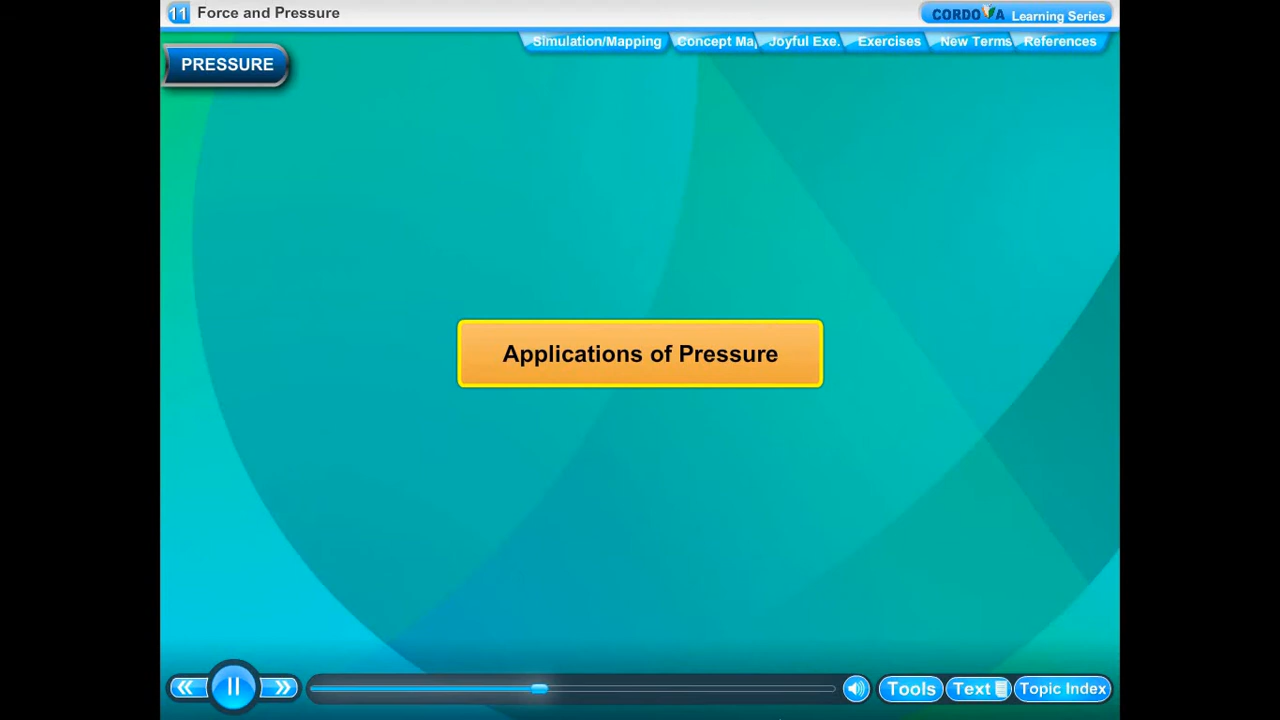 11 Force and Pressure
CORDOVA Learning Series
Simulation/Mapping Concept Ma Joyful Exe. Exercises New Terms References
PRESSURE
Applications of Pressure
Tools Text Topic Index